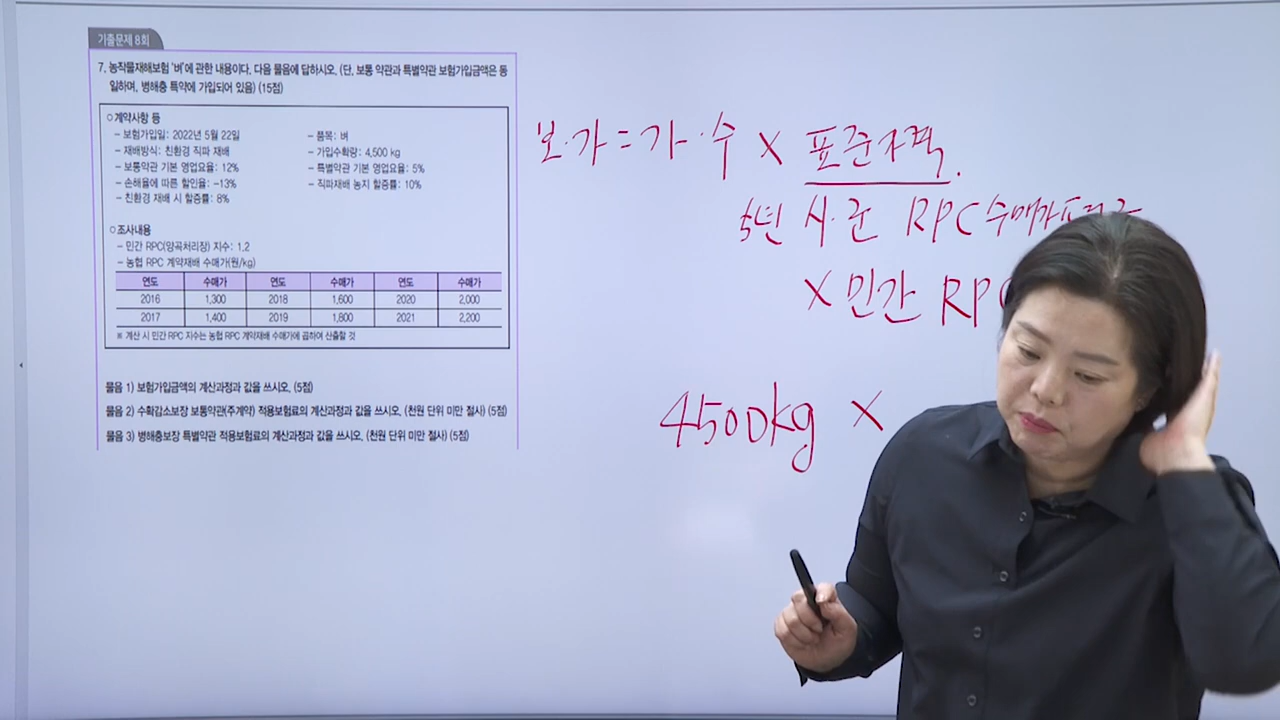 기출문제 8회
7. 농작물재해보험 '벼'에 관한 내용이다. 다음 물음에 답하시오. (단, 보통 약관과 특별약관 보험가입금액은 동
일하며, 병해충 특약에 가입되어 있음) (15점)
○ 계약사항 등
- 보험가입일: 2022년 5월 22일
- 품목: 벼
- 재배방식: 친환경 직파 재배
- 가입수확량: 4,500 kg
- 보통약관 기본 영업요율: 12%
- 특별약관 기본 영업요율: 5%
- 손해율에 따른 할인율: -13%
- 직파재배 농지 할증률: 10%
- 친환경 재배 시 할증률: 8%
○ 조사내용
- 민간 RPC(양곡처리장) 지수: 1.2
- 농협 RPC 계약재배 수매가(원/kg)
연도 수매가 연도 수매가 연도 수매가
2016 1,300 2018 1,600 2020 2,000
2017 1,400 2019 1,800 2021 2,200
※ 계산 시 민간 RPC 지수는 농협 RPC 계약재배 수매가에 곱하여 산출할 것
물음 1) 보험가입금액의 계산과정과 값을 쓰시오. (5점)
물음 2) 수확감소보장 보통약관(주계약) 적용보험료의 계산과정과 값을 쓰시오. (천원 단위 미만 절사) (5점)
물음 3) 병해충보장 특별약관 적용보험료의 계산과정과 값을 쓰시오. (천원 단위 미만 절사) (5점)
보·가 = 가·수 × 표준가격.
5년 시·군 RPC 수매가
× 민간 RPC
4500kg ×